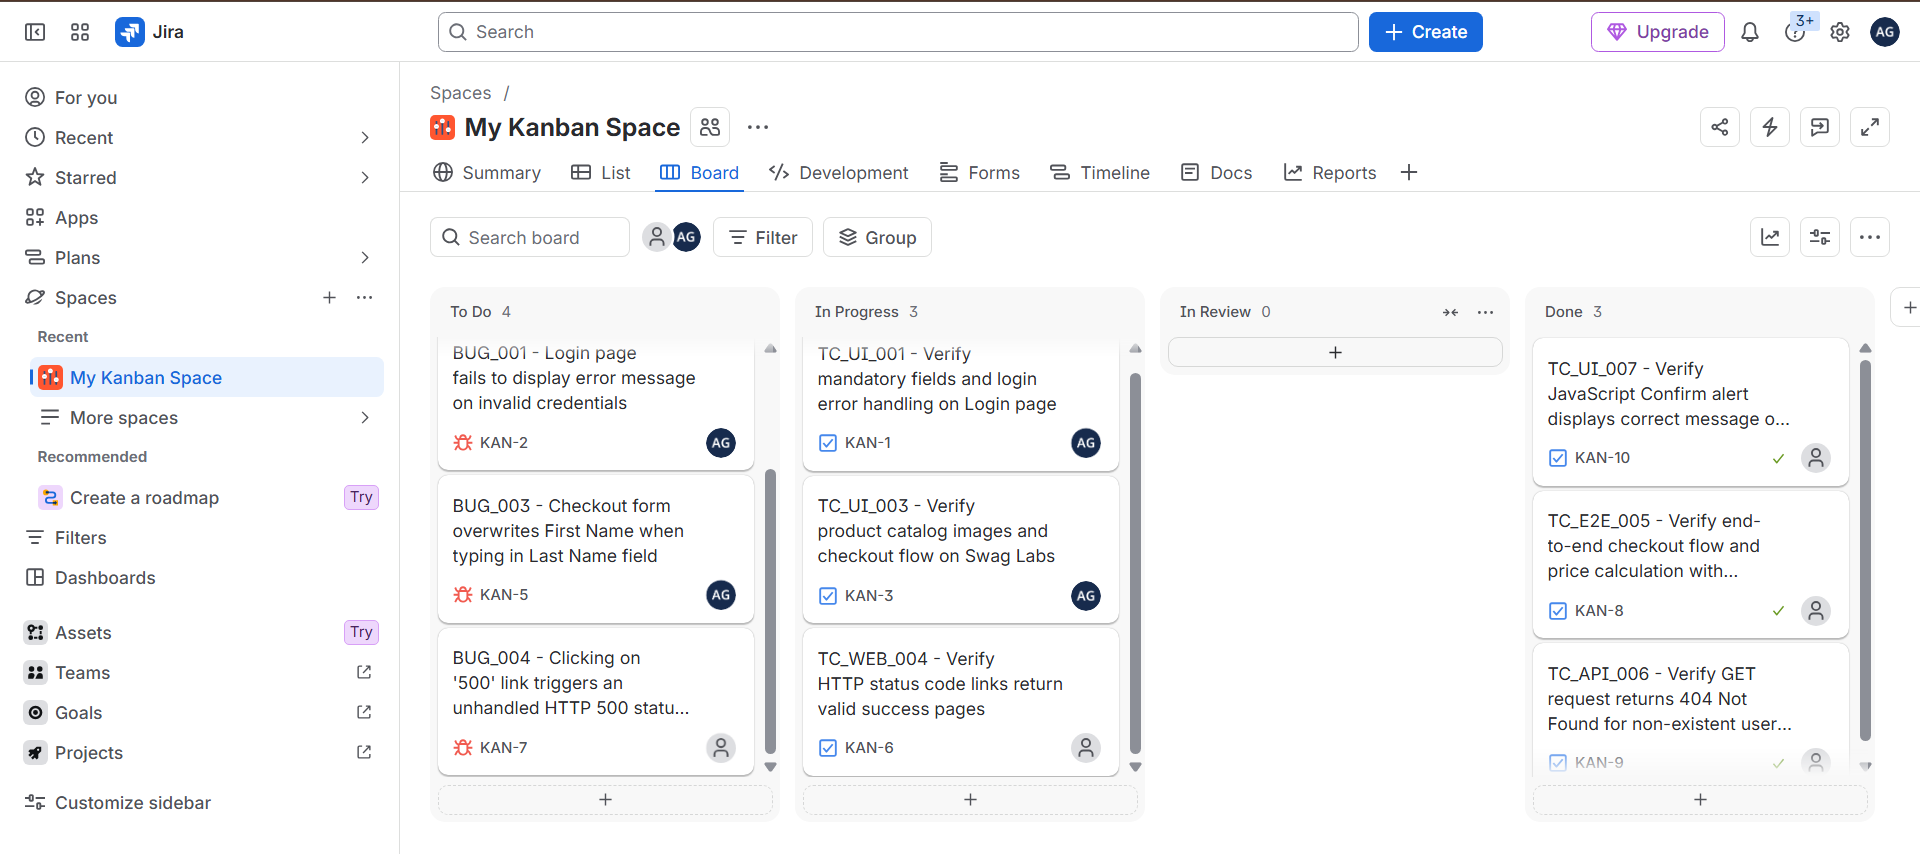 Jira
Search
Create
Upgrade
3+
AG
For you
Recent
Starred
Apps
Plans
Spaces
Recent
My Kanban Space
More spaces
Recommended
Create a roadmap
Try
Filters
Dashboards
Assets
Try
Teams
Goals
Projects
Customize sidebar
Spaces /
My Kanban Space
Summary
List
Board
Development
Forms
Timeline
Docs
Reports
Search board
AG
Filter
Group
To Do 4
BUG_001 - Login page
fails to display error message
on invalid credentials
KAN-2
AG
BUG_003 - Checkout form
overwrites First Name when
typing in Last Name field
KAN-5
AG
BUG_004 - Clicking on
'500' link triggers an
unhandled HTTP 500 statu...
KAN-7
In Progress 3
TC_UI_001 - Verify
mandatory fields and login
error handling on Login page
KAN-1
AG
TC_UI_003 - Verify
product catalog images and
checkout flow on Swag Labs
KAN-3
AG
TC_WEB_004 - Verify
HTTP status code links return
valid success pages
KAN-6
In Review 0
Done 3
TC_UI_007 - Verify
JavaScript Confirm alert
displays correct message o...
KAN-10
TC_E2E_005 - Verify end-
to-end checkout flow and
price calculation with...
KAN-8
TC_API_006 - Verify GET
request returns 404 Not
Found for non-existent user...
KAN-9